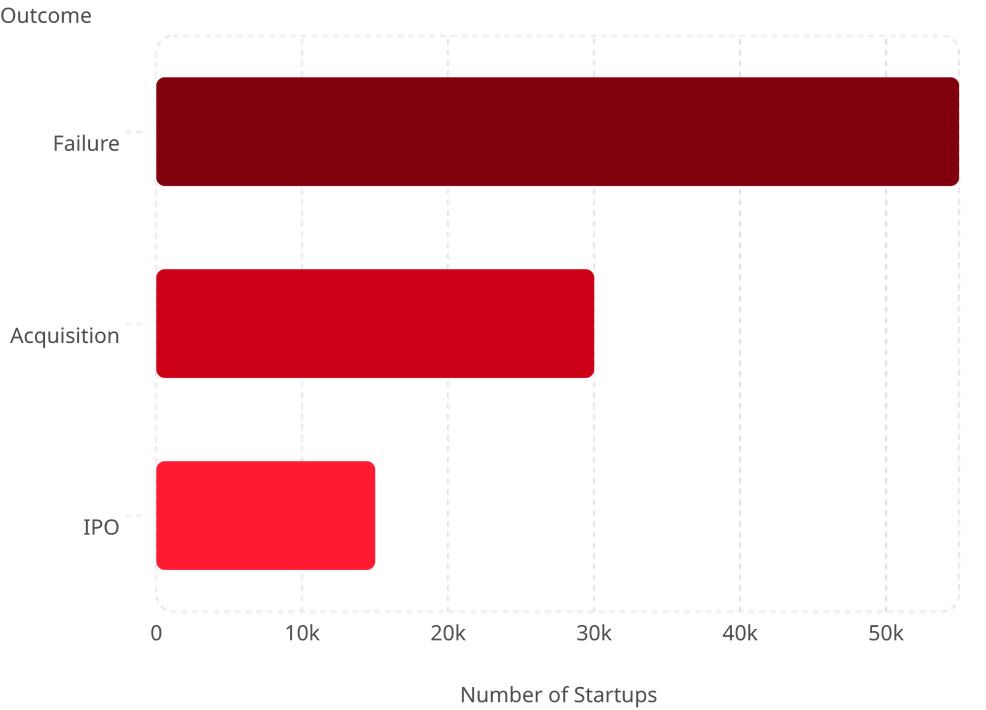 Outcome
Failure
Acquisition
IPO
0 10k 20k 30k 40k 50k
Number of Startups